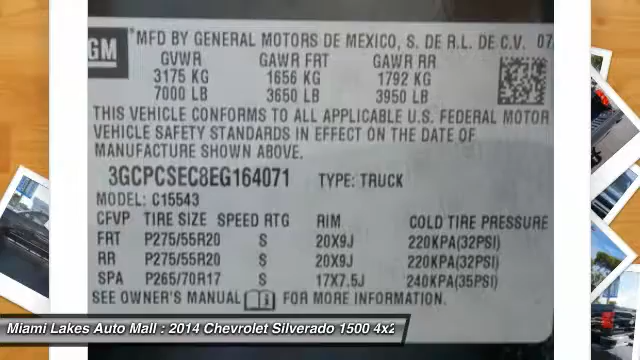 GM
MFD BY GENERAL MOTORS DE MEXICO, S. DE R.L. DE C.V. 07
GVWR GAWR FRT GAWR RR
3175 KG 1656 KG 1792 KG
7000 LB 3650 LB 3950 LB
THIS VEHICLE CONFORMS TO ALL APPLICABLE U.S. FEDERAL MOTOR
VEHICLE SAFETY STANDARDS IN EFFECT ON THE DATE OF
MANUFACTURE SHOWN ABOVE.
3GCPCSEC8EG164071 TYPE: TRUCK
MODEL: C15543
CFVP TIRE SIZE SPEED RTG RIM COLD TIRE PRESSURE
FRT P275/55R20 S 20X9J 220KPA(32PSI)
RR P275/55R20 S 20X9J 220KPA(32PSI)
SPA P265/70R17 S 17X7.5J 240KPA(35PSI)
SEE OWNER'S MANUAL FOR MORE INFORMATION.
Miami Lakes Auto Mall : 2014 Chevrolet Silverado 1500 4x2